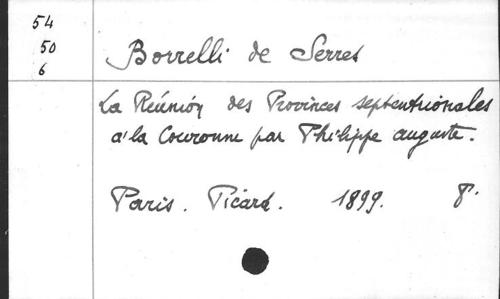 54
50
6
Borrelli de Serres
La Réunion des Provinces septentrionales
à la Couronne par Philippe auguste.
Paris. Picard. 1899. 8°.